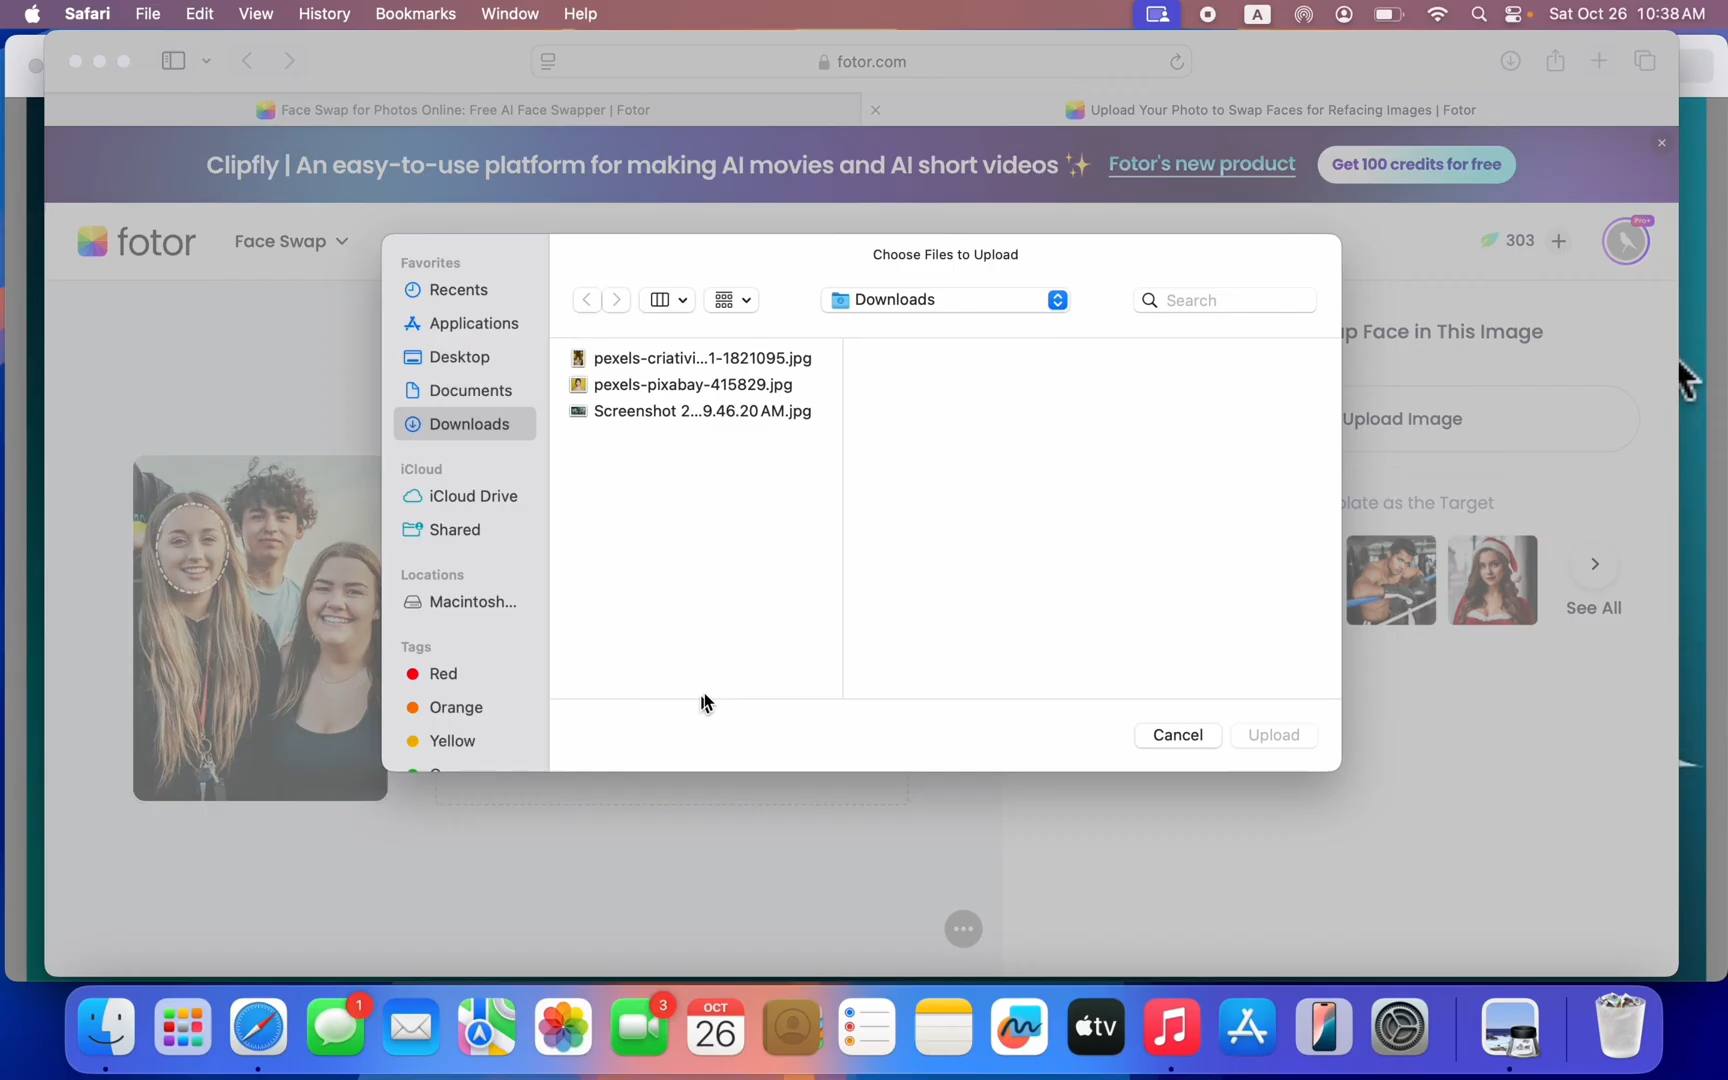 Safari File Edit View History Bookmarks Window Help
A
Sat Oct 26 10:38 AM
fotor.com
Face Swap for Photos Online: Free AI Face Swapper | Fotor
Upload Your Photo to Swap Faces for Refacing Images | Fotor
Clipfly | An easy-to-use platform for making AI movies and AI short videos ✨ Fotor's new product
Get 100 credits for free
fotor
Face Swap
303
Pro+
Favorites
Recents
Applications
Desktop
Documents
Downloads
iCloud
iCloud Drive
Shared
Locations
Macintosh...
Tags
Red
Orange
Yellow
Choose Files to Upload
Downloads
Search
pexels-criativi...1-1821095.jpg
pexels-pixabay-415829.jpg
Screenshot 2...9.46.20 AM.jpg
Cancel
Upload
Face in This Image
Upload Image
as the Target
See All
1
3
OCT
26
tv